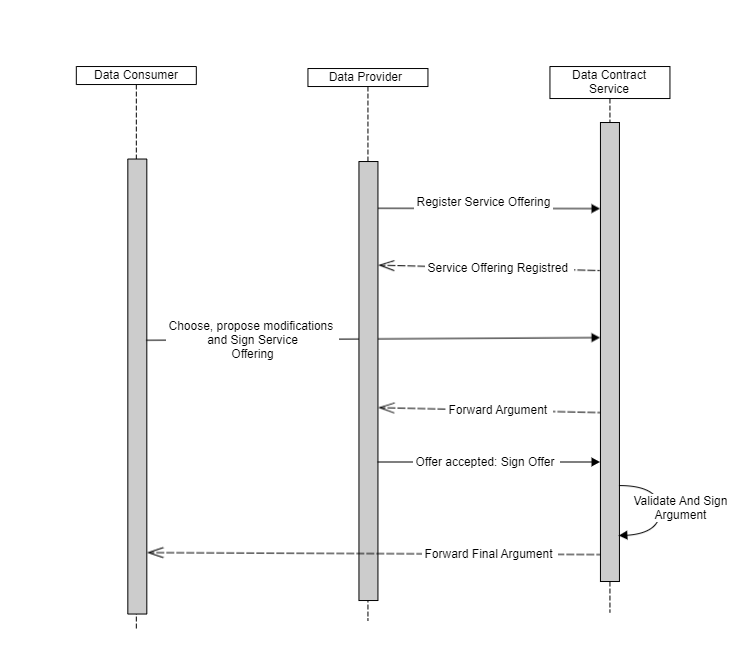 Data Consumer
Data Provider
Data Contract
Service
Register Service Offering
Service Offering Registred
Choose, propose modifications
and Sign Service
Offering
Forward Argument
Offer accepted: Sign Offer
Validate And Sign
Argument
Forward Final Argument